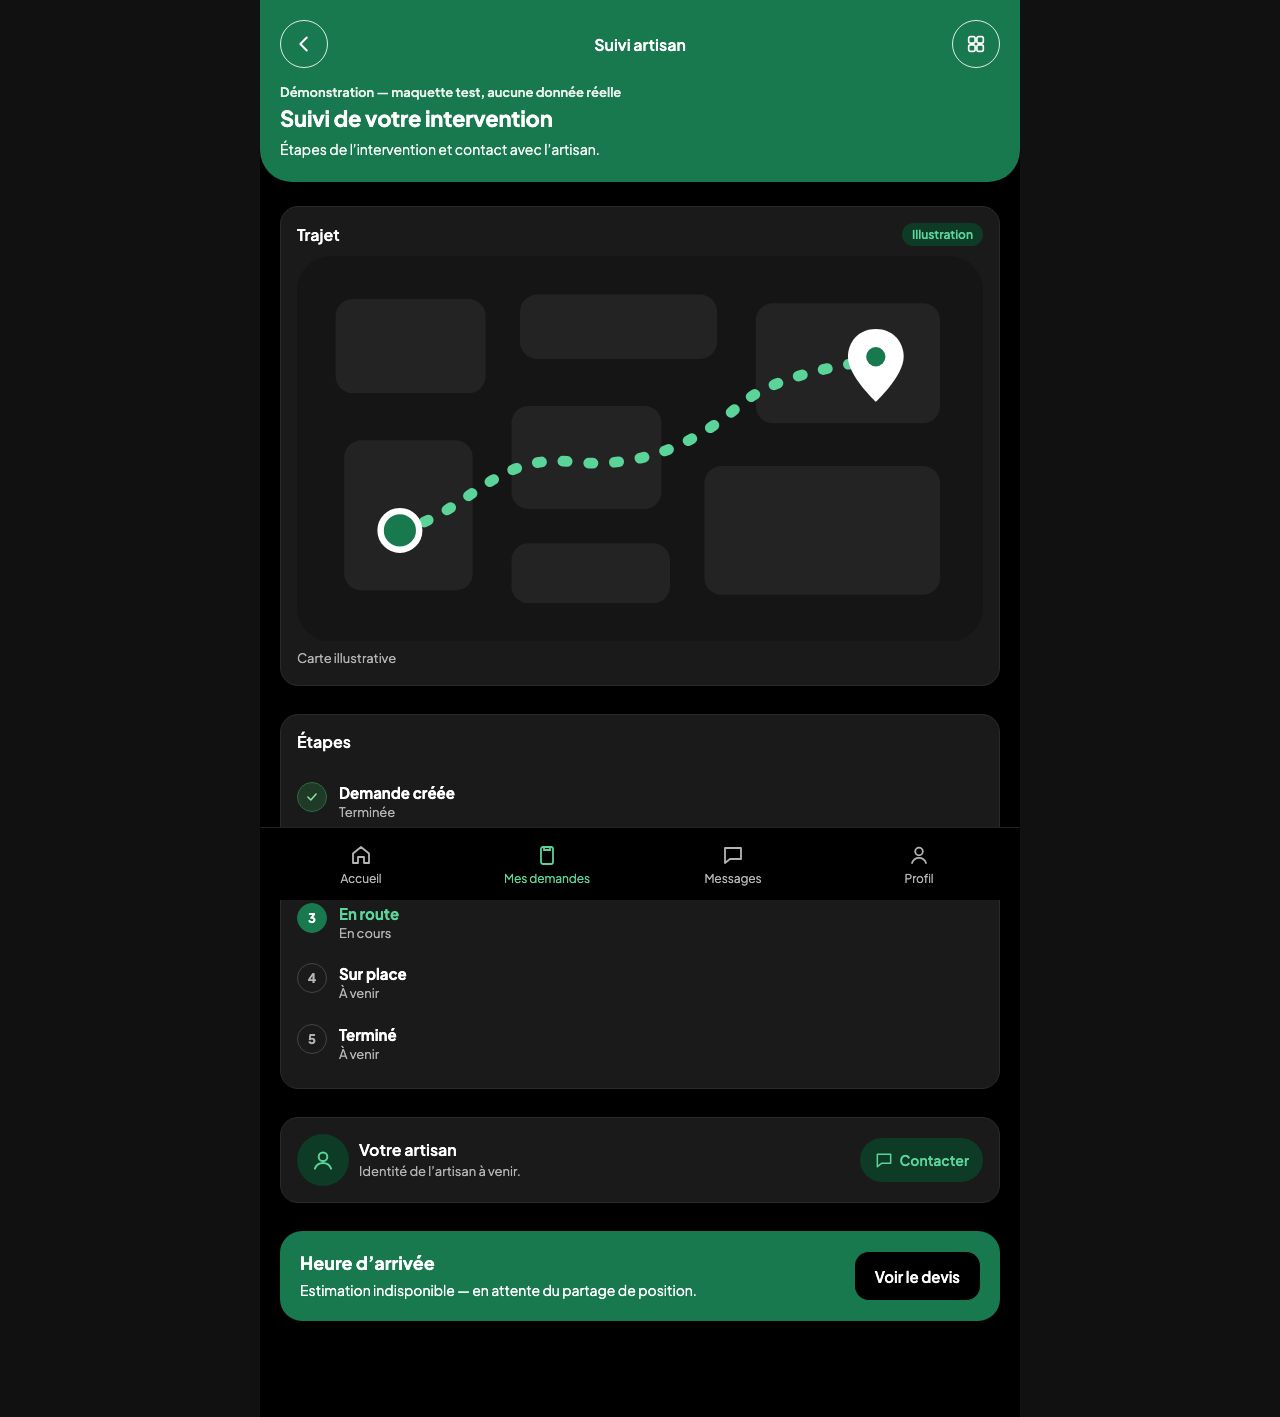 Suivi artisan
Démonstration — maquette test, aucune donnée réelle
Suivi de votre intervention
Étapes de l’intervention et contact avec l’artisan.
Trajet
Illustration
Carte illustrative
Étapes
Demande créée
Terminée
Accueil
Mes demandes
Messages
Profil
3
En route
En cours
4
Sur place
À venir
5
Terminé
À venir
Votre artisan
Identité de l’artisan à venir.
Contacter
Heure d’arrivée
Estimation indisponible — en attente du partage de position.
Voir le devis